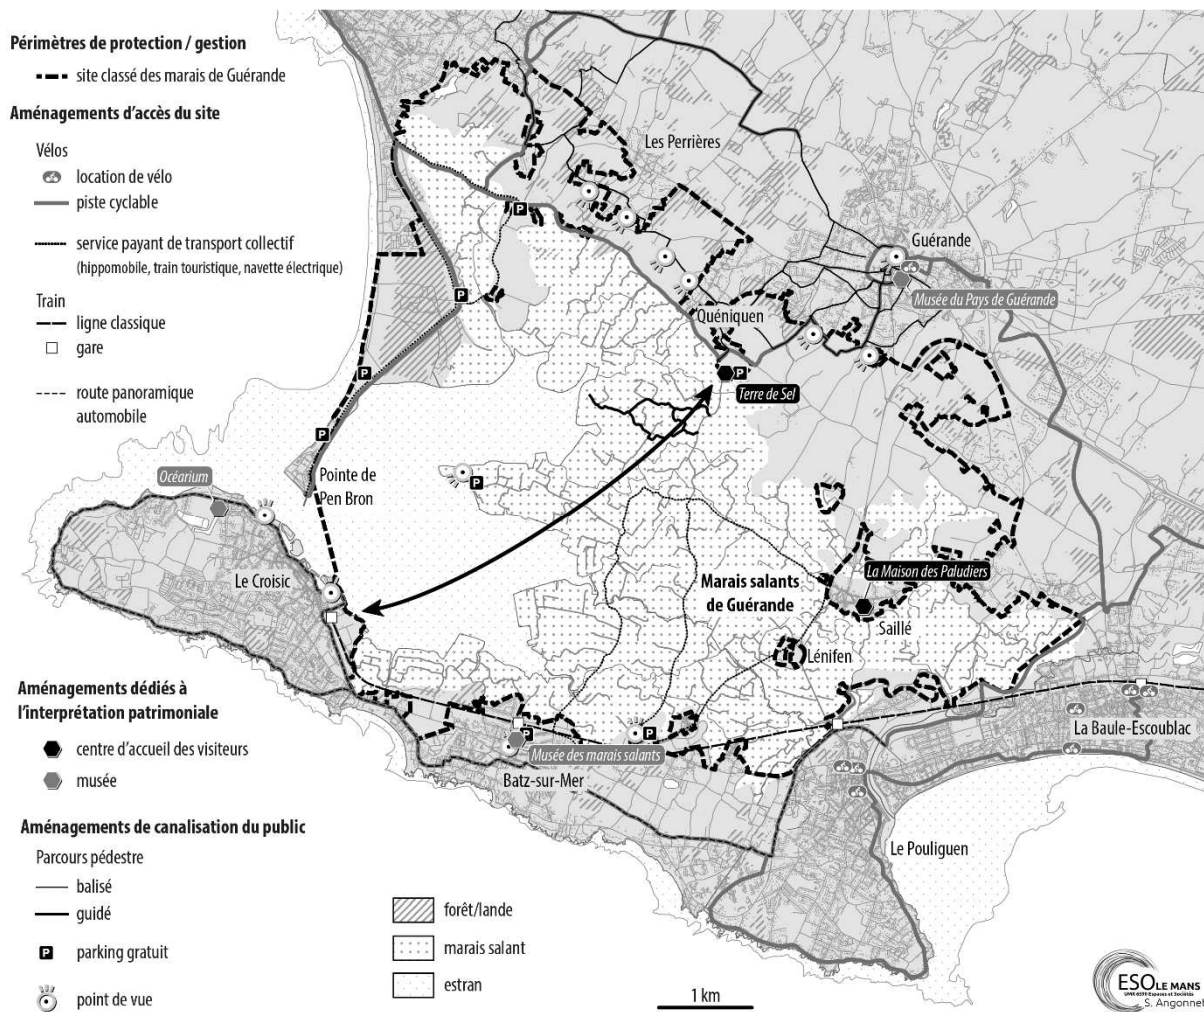 Périmètres de protection / gestion
site classé des marais de Guérande
Aménagements d'accès du site
Vélos
location de vélo
piste cyclable
service payant de transport collectif
(hippomobile, train touristique, navette électrique)
Train
ligne classique
gare
route panoramique
automobile
Aménagements dédiés à
l'interprétation patrimoniale
centre d'accueil des visiteurs
musée
Aménagements de canalisation du public
Parcours pédestre
balisé
guidé
P parking gratuit
point de vue
forêt/lande
marais salant
estran
1 km
Les Perrières
Guérande
Musée du Pays de Guérande
Quéniquen
P
P
P
P
P
Terre de Sel
Pointe de
Pen Bron
Océarium
P
Le Croisic
La Maison des Paludiers
Marais salants
de Guérande
Saillé
Lénifen
P
P
Musée des marais salants
Batz-sur-Mer
La Baule-Escoublac
Le Pouliguen
ESO LE MANS
UMR 6590 Espaces et Sociétés
S. Angonnet